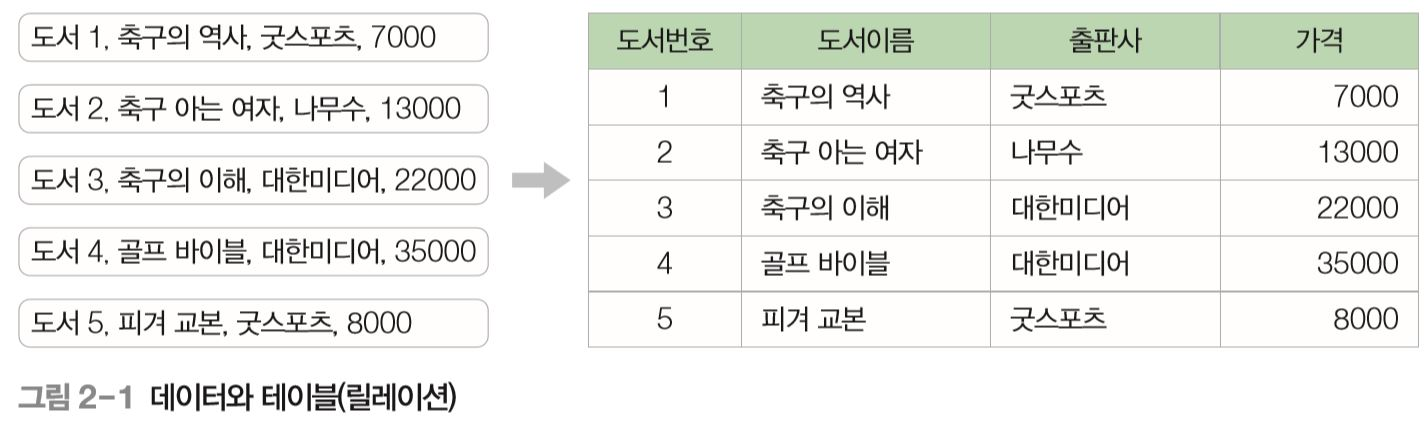 도서 1, 축구의 역사, 굿스포츠, 7000
도서 2, 축구 아는 여자, 나무수, 13000
도서 3, 축구의 이해, 대한미디어, 22000
도서 4, 골프 바이블, 대한미디어, 35000
도서 5, 피겨 교본, 굿스포츠, 8000
도서번호 도서이름 출판사 가격
1 축구의 역사 굿스포츠 7000
2 축구 아는 여자 나무수 13000
3 축구의 이해 대한미디어 22000
4 골프 바이블 대한미디어 35000
5 피겨 교본 굿스포츠 8000
그림 2-1 데이터와 테이블(릴레이션)